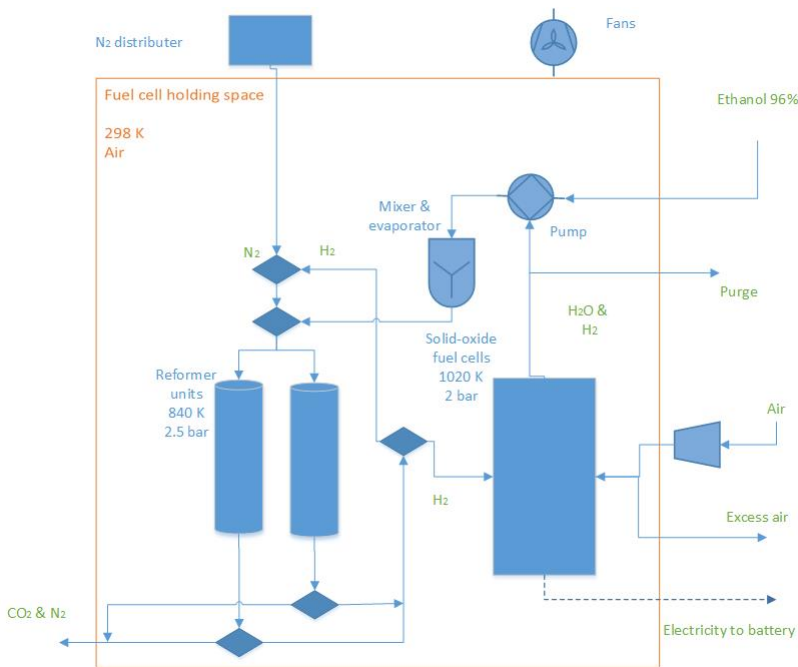 N2 distributer
Fans
Fuel cell holding space
298 K
Air
Ethanol 96%
Mixer &
evaporator
Pump
N2
H2
Purge
H2O &
H2
Solid-oxide
fuel cells
1020 K
2 bar
Reformer
units
840 K
2.5 bar
Air
H2
Excess air
CO2 & N2
Electricity to battery